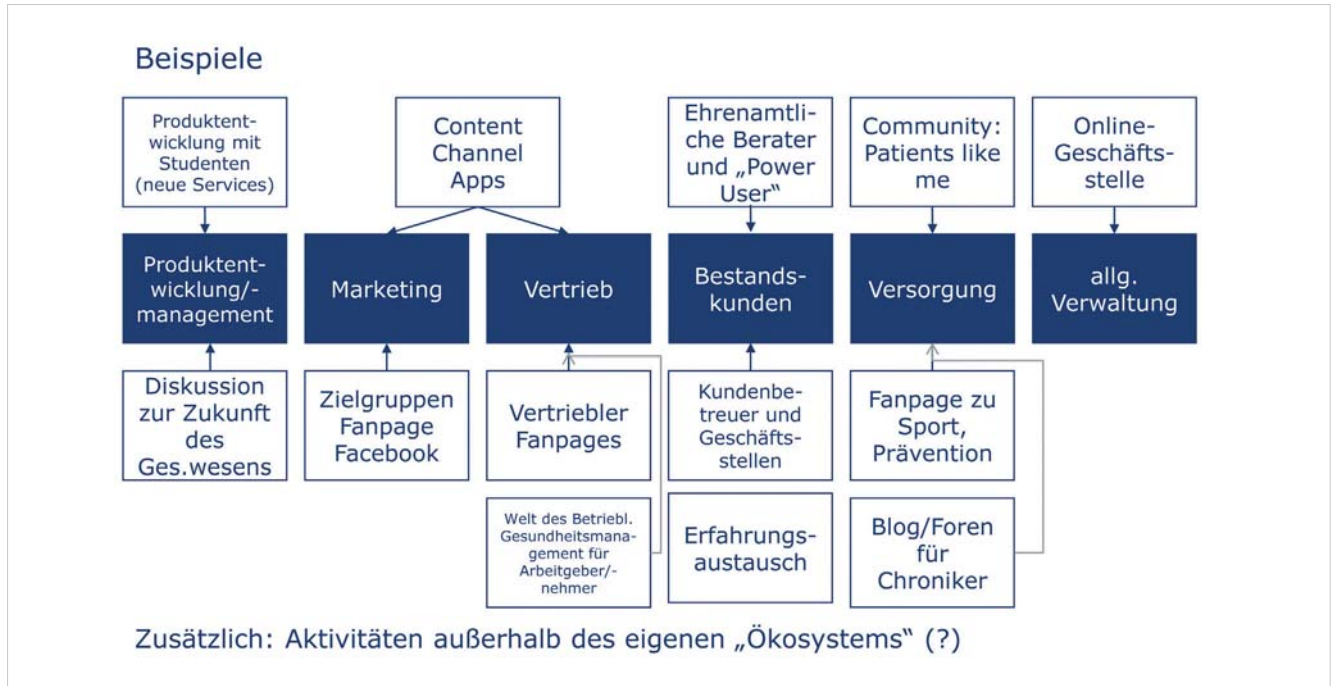 Beispiele
Produktent-
wicklung mit
Studenten
(neue Services)
Content
Channel
Apps
Ehrenamtli-
che Berater
und „Power
User“
Community:
Patients like
me
Online-
Geschäfts-
stelle
Produktent-
wicklung/-
management
Marketing
Vertrieb
Bestands-
kunden
Versorgung
allg.
Verwaltung
Diskussion
zur Zukunft
des
Ges.wesens
Zielgruppen
Fanpage
Facebook
Vertriebler
Fanpages
Kundenbe-
treuer und
Geschäfts-
stellen
Fanpage zu
Sport,
Prävention
Welt des Betriebl.
Gesundheitsmana-
gement für
Arbeitgeber/-
nehmer
Erfahrungs-
austausch
Blog/Foren
für
Chroniker
Zusätzlich: Aktivitäten außerhalb des eigenen „Ökosystems“ (?)